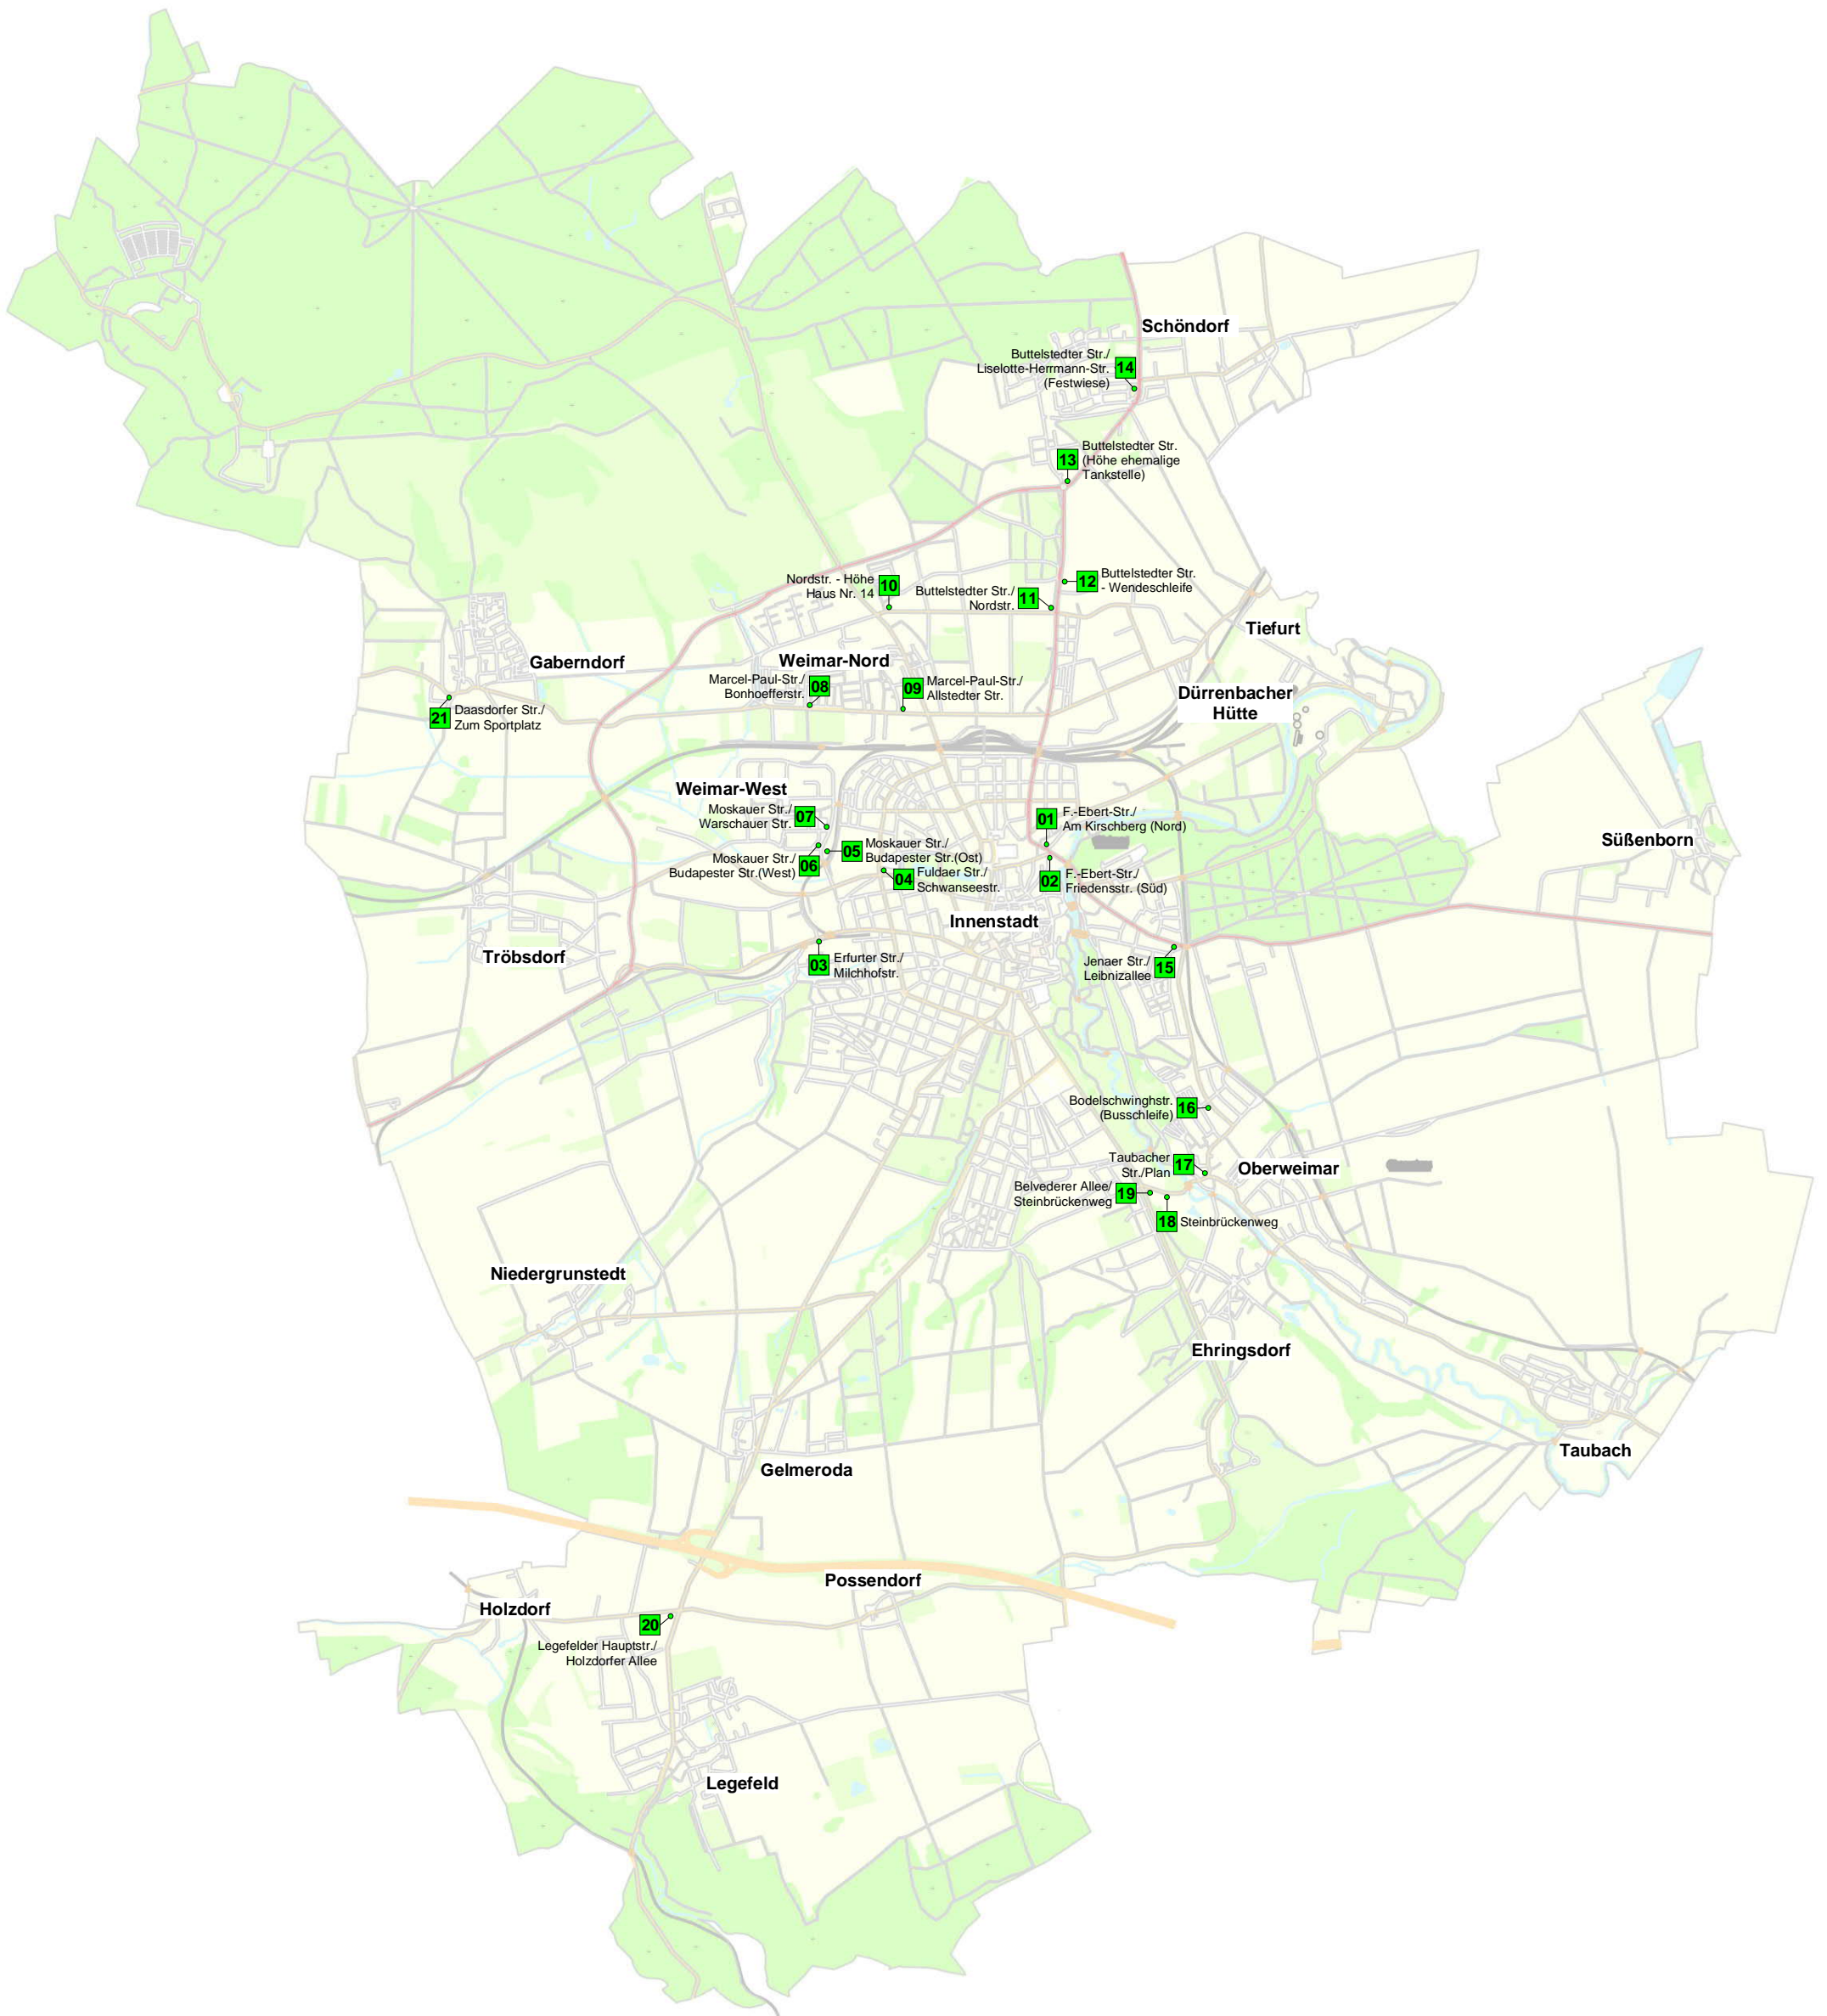 Schöndorf
Buttelstedter Str./
Liselotte-Herrmann-Str.
(Festwiese)
14
Buttelstedter Str.
(Höhe ehemalige
Tankstelle)
13
Nordstr. - Höhe
Haus Nr. 14
10
Buttelstedter Str./
Nordstr.
11
12
Buttelstedter Str.
- Wendeschleife
Tiefurt
Gaberndorf
Weimar-Nord
Marcel-Paul-Str./
Bonhoefferstr.
08
09
Marcel-Paul-Str./
Allstedter Str.
Dürrenbacher
Hütte
21
Daasdorfer Str./
Zum Sportplatz
Weimar-West
Moskauer Str./
Warschauer Str.
07
01
F.-Ebert-Str./
Am Kirschberg (Nord)
Süßenborn
Moskauer Str./
Budapester Str.(West)
06
05
Moskauer Str./
Budapester Str.(Ost)
04
Fuldaer Str./
Schwanseestr.
02
F.-Ebert-Str./
Friedensstr. (Süd)
Innenstadt
Tröbsdorf
03
Erfurter Str./
Milchhofstr.
Jenaer Str./
Leibnizallee
15
Bodelschwinghstr.
(Busschleife)
16
Taubacher
Str./Plan
17
Oberweimar
Belvederer Allee/
Steinbrückenweg
19
18
Steinbrückenweg
Niedergrunstedt
Ehringsdorf
Taubach
Gelmeroda
Possendorf
Holzdorf
20
Legefelder Hauptstr./
Holzdorfer Allee
Legefeld